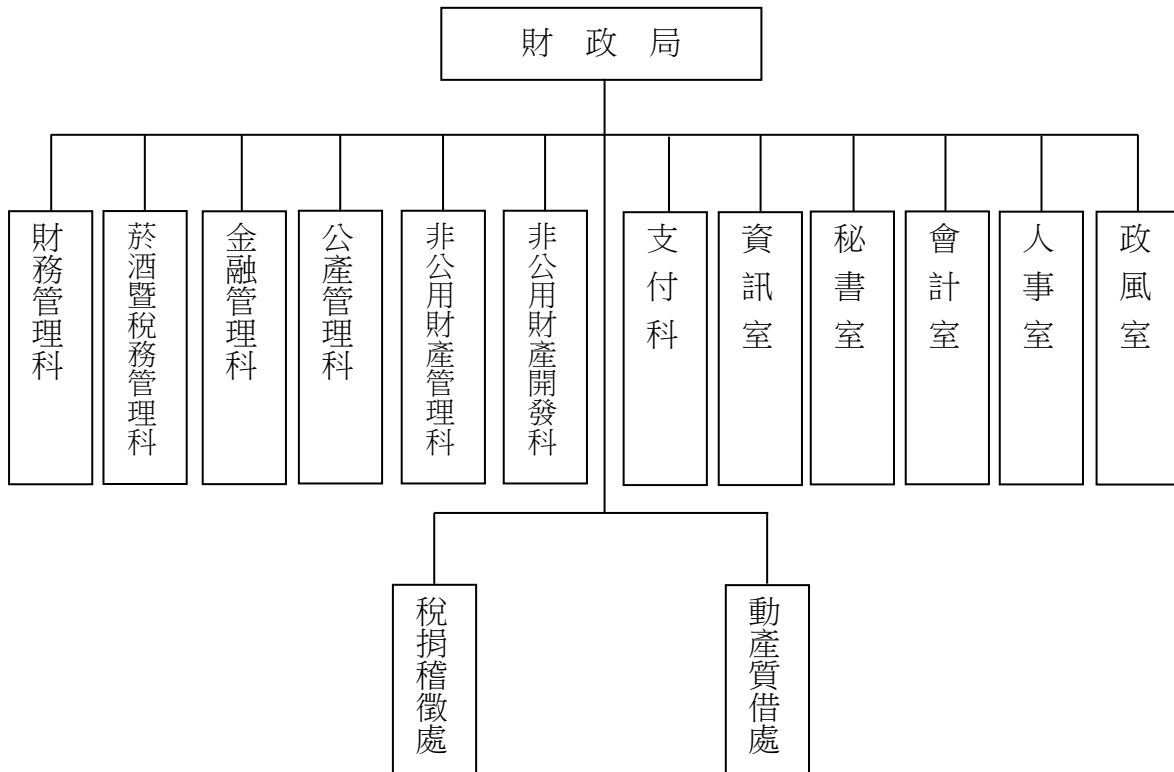 財政局
財務管理科
菸酒暨稅務管理科
金融管理科
公產管理科
非公用財產管理科
非公用財產開發科
支付科
資訊室
秘書室
會計室
人事室
政風室
稅捐稽徵處
動產質借處